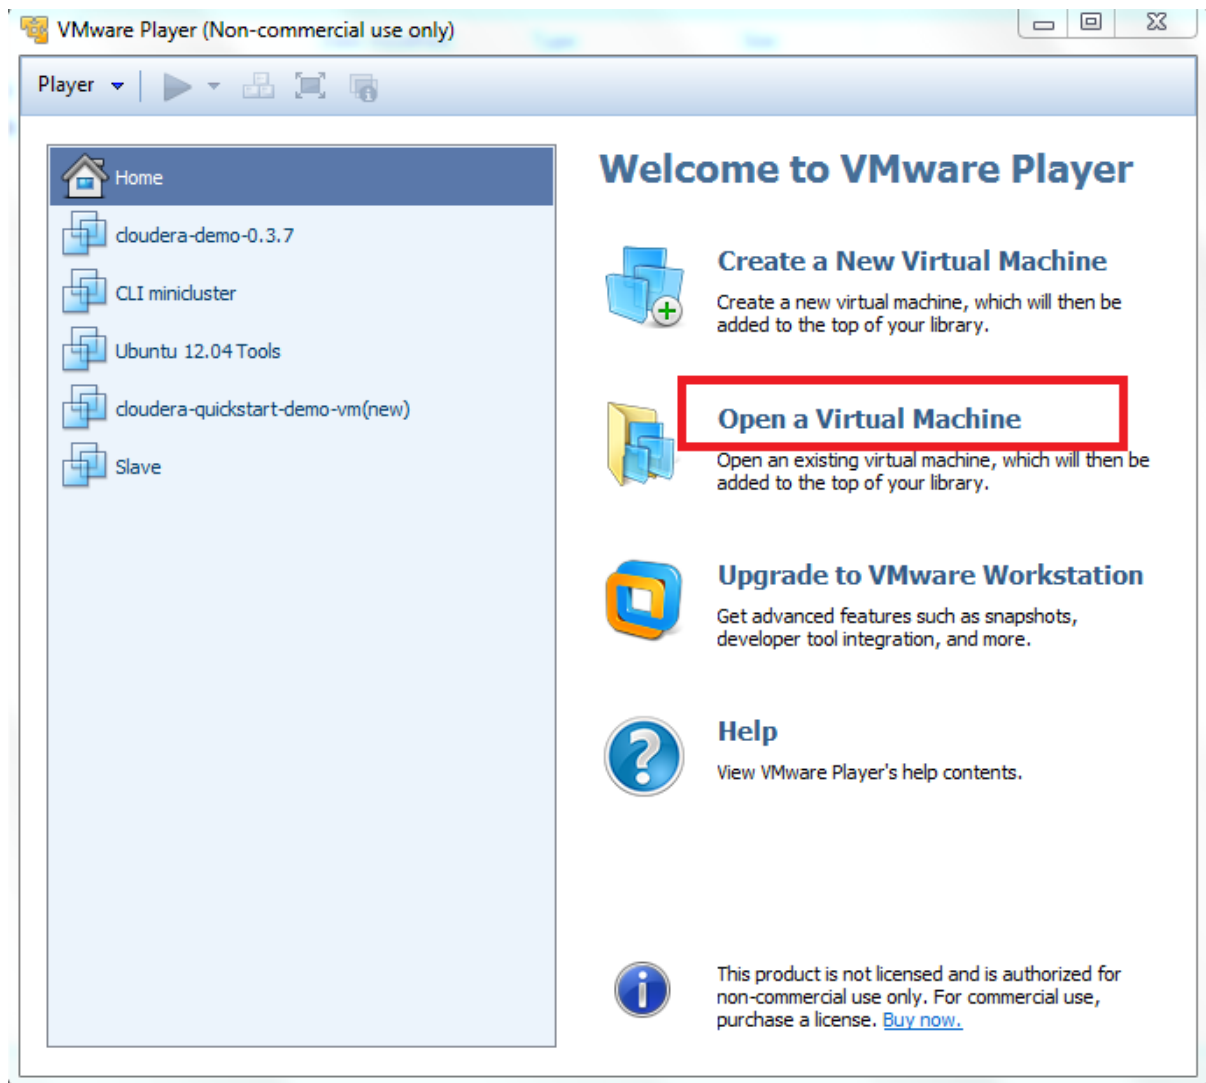 VMware Player (Non-commercial use only)
Player
Home
cloudera-demo-0.3.7
CLI minicluster
Ubuntu 12.04 Tools
cloudera-quickstart-demo-vm(new)
Slave
Welcome to VMware Player
Create a New Virtual Machine
Create a new virtual machine, which will then be
added to the top of your library.
Open a Virtual Machine
Open an existing virtual machine, which will then be
added to the top of your library.
Upgrade to VMware Workstation
Get advanced features such as snapshots,
developer tool integration, and more.
Help
View VMware Player's help contents.
This product is not licensed and is authorized for
non-commercial use only. For commercial use,
purchase a license. Buy now.